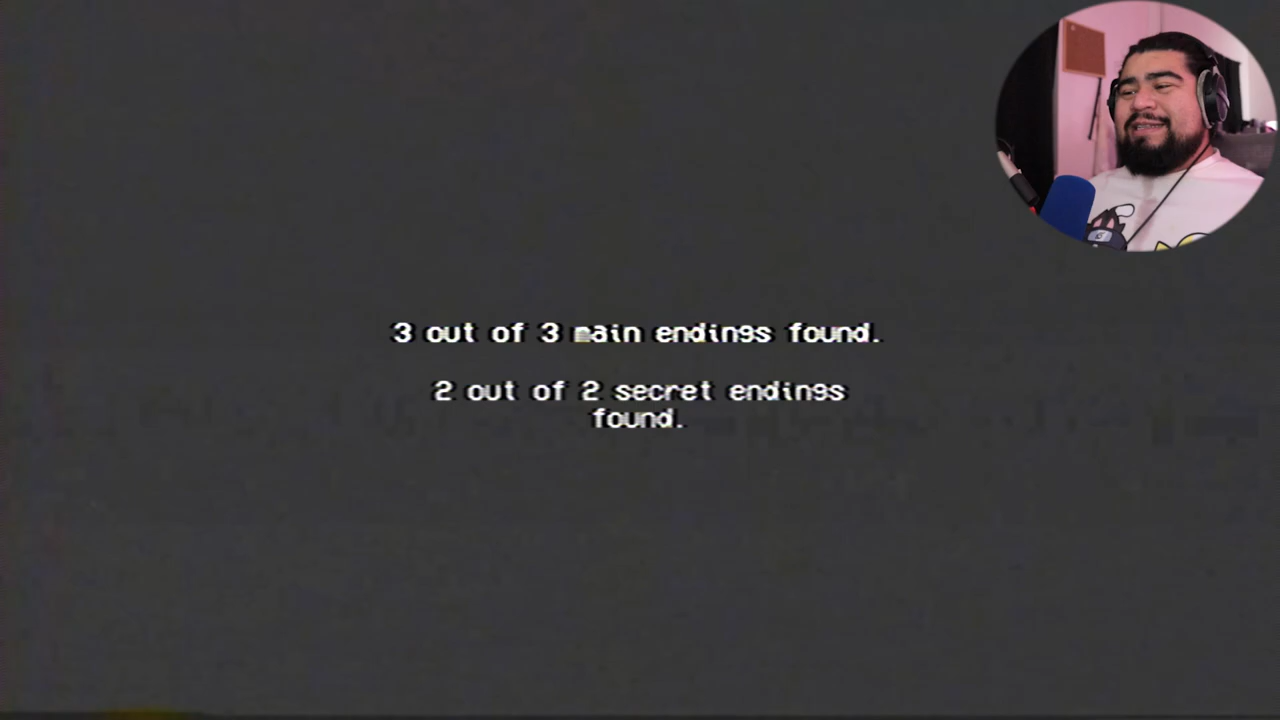 3 out of 3 main endings found.
2 out of 2 secret endings
found.